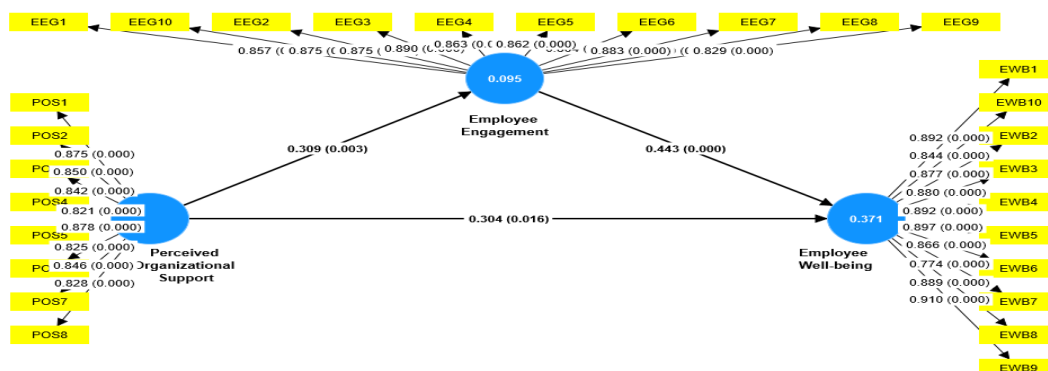 EEG1
EEG10
EEG2
EEG3
EEG4
EEG5
EEG6
EEG7
EEG8
EEG9
0.857
0.875
0.875
0.890
0.863
0.862 (0.000)
0.883 (0.000)
0.829 (0.000)
0.095
Employee
Engagement
POS1
POS2
POS4
POS5
POS7
POS8
0.875 (0.000)
0.850 (0.000)
0.842 (0.000)
0.821 (0.000)
0.878 (0.000)
0.825 (0.000)
0.846 (0.000)
0.828 (0.000)
Perceived
Organizational
Support
0.309 (0.003)
0.443 (0.000)
0.304 (0.016)
0.371
Employee
Well-being
0.892 (0.000)
0.844 (0.000)
0.877 (0.000)
0.880 (0.000)
0.892 (0.000)
0.897 (0.000)
0.866 (0.000)
0.774 (0.000)
0.889 (0.000)
0.910 (0.000)
EWB1
EWB10
EWB2
EWB3
EWB4
EWB5
EWB6
EWB7
EWB8
EWB9